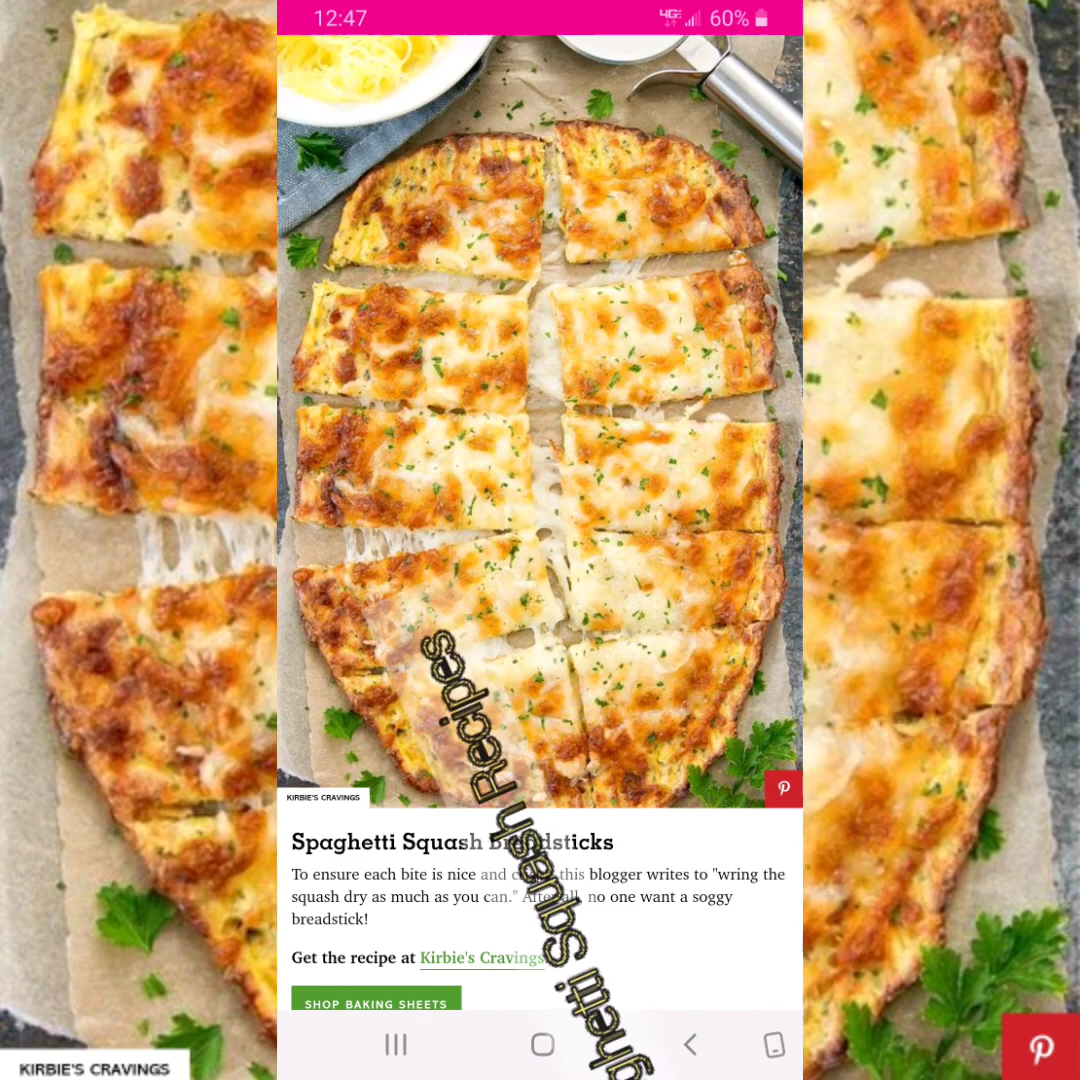 12:47
4GE
60%
KIRBIE'S CRAVINGS
Spaghetti Squash Breadsticks
To ensure each bite is nice and this blogger writes to "wring the
squash dry as much as you can." After all, no one want a soggy
breadstick!
Get the recipe at Kirbie's Cravings
SHOP BAKING SHEETS
ghetti Squash Recipes
KIRBIE'S CRAVINGS